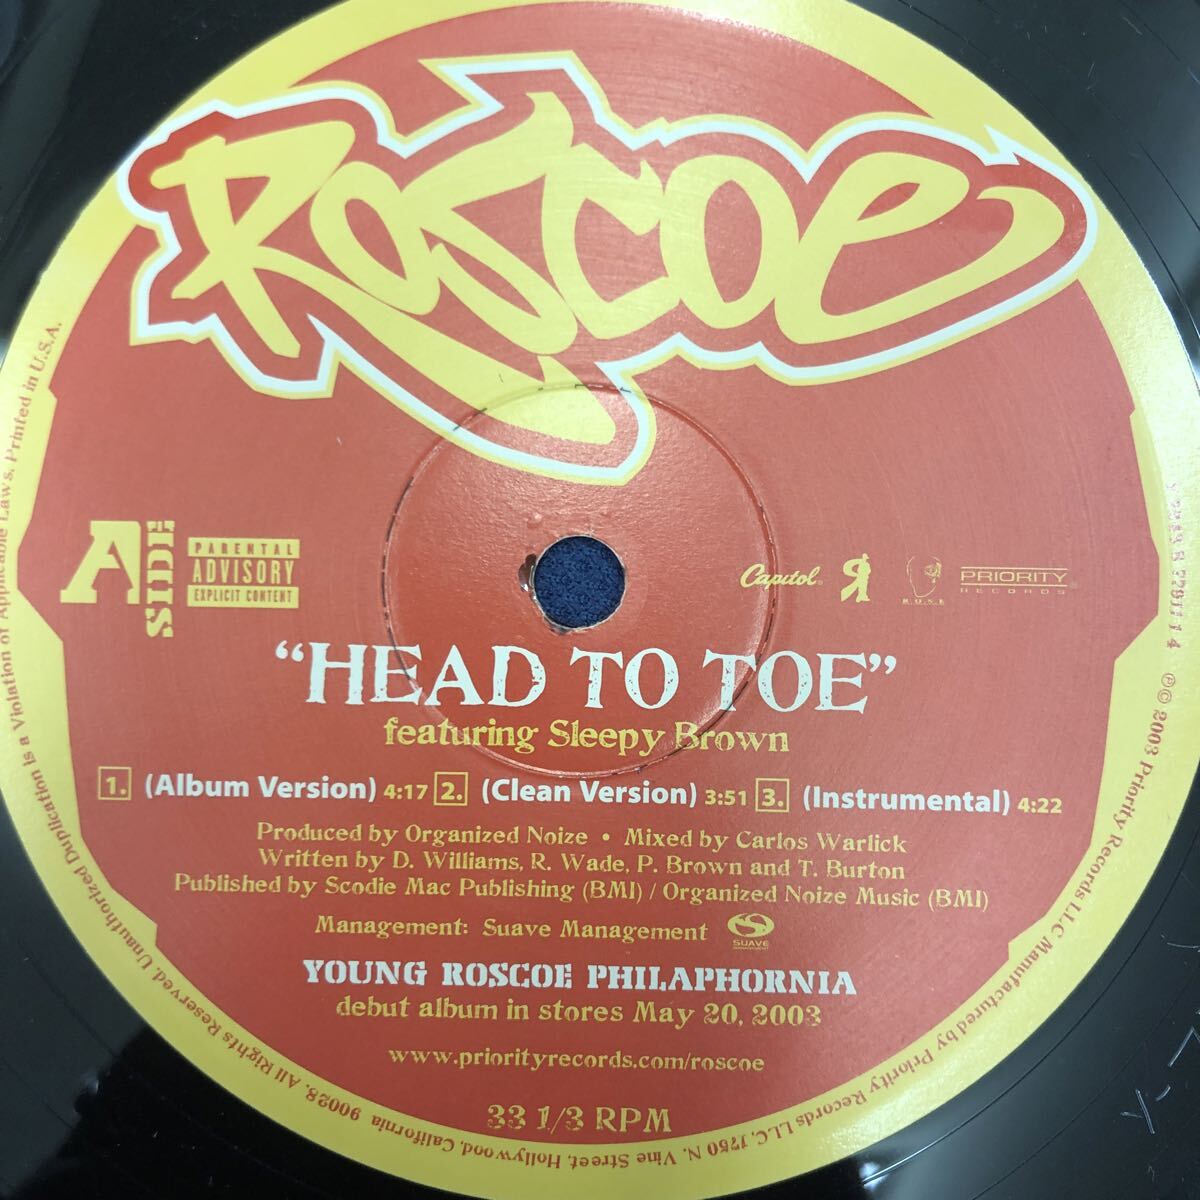 Roscoe
A SIDE
PARENTAL
ADVISORY
EXPLICIT CONTENT
Capitol®
R.O.S.E
PRIORITY
RECORDS
"HEAD TO TOE"
featuring Sleepy Brown
1. (Album Version) 4:17 2. (Clean Version) 3:51 3. (Instrumental) 4:22
Produced by Organized Noize • Mixed by Carlos Warlick
Written by D. Williams, R. Wade, P. Brown and T. Burton
Published by Scodie Mac Publishing (BMI) / Organized Noize Music (BMI)
Management: Suave Management
SUAVE
MANAGEMENT
YOUNG ROSCOE PHILAPHORNIA
debut album in stores May 20, 2003
www.priorityrecords.com/roscoe
33 1/3 RPM
℗© 2003 Priority Records LLC Manufactured by Priority Records LLC, 1750 N. Vine Street, Hollywood, California 90028. All Rights Reserved. Unauthorized Duplication is a Violation of Applicable Laws. Printed in U.S.A.